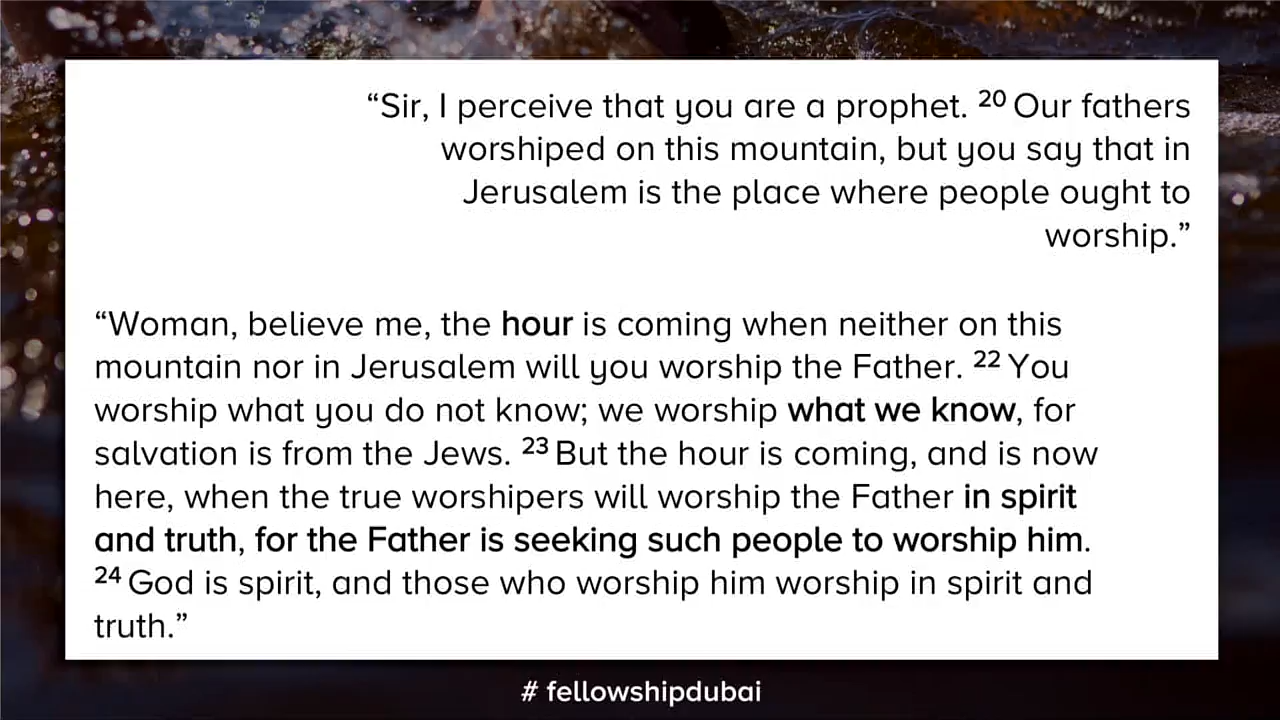 “Sir, I perceive that you are a prophet. 20 Our fathers
worshiped on this mountain, but you say that in
Jerusalem is the place where people ought to
worship.”
“Woman, believe me, the hour is coming when neither on this
mountain nor in Jerusalem will you worship the Father. 22 You
worship what you do not know; we worship what we know, for
salvation is from the Jews. 23 But the hour is coming, and is now
here, when the true worshipers will worship the Father in spirit
and truth, for the Father is seeking such people to worship him.
24 God is spirit, and those who worship him worship in spirit and
truth.”
# fellowshipdubai